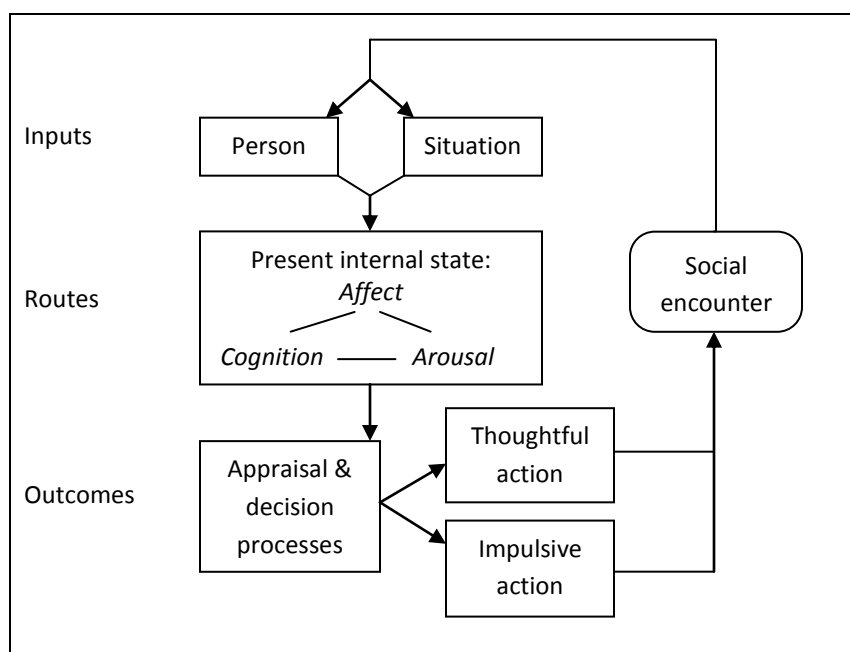 Inputs
Person
Situation
Routes
Present internal state:
Affect
Cognition
Arousal
Social
encounter
Outcomes
Appraisal &
decision
processes
Thoughtful
action
Impulsive
action